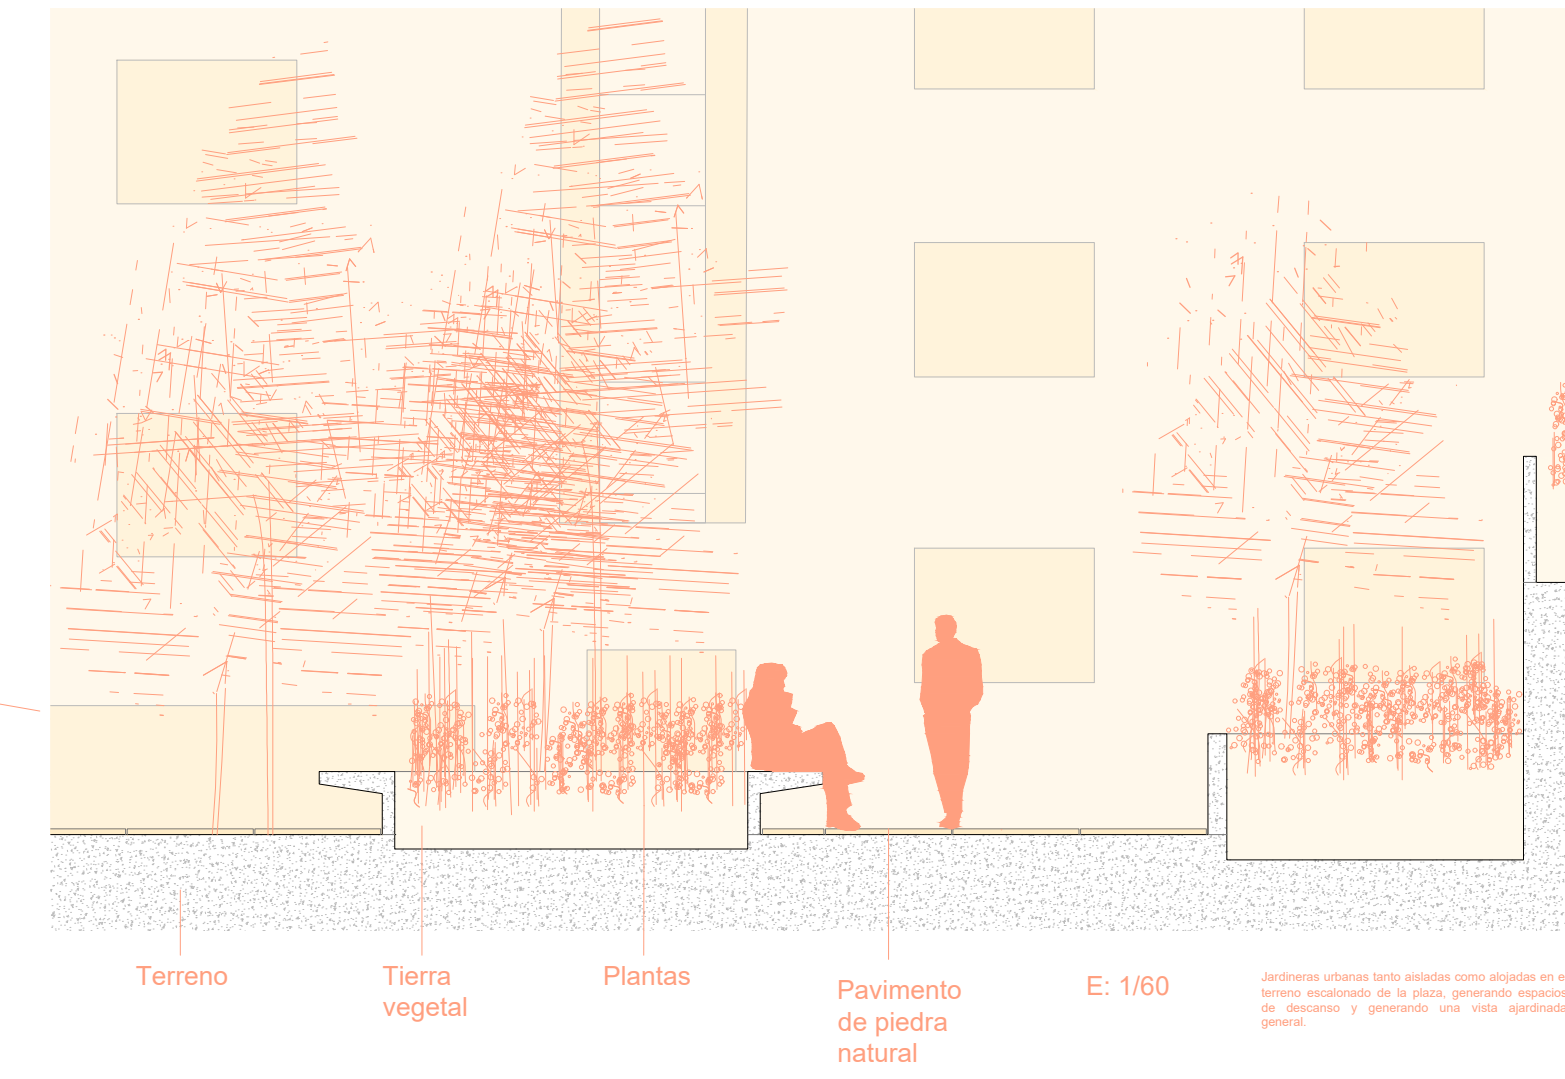 Terreno
Tierra
vegetal
Plantas
Pavimento
de piedra
natural
E: 1/60
Jardineras urbanas tanto aisladas como alojadas en e
terreno escalonado de la plaza, generando espacios
de descanso y generando una vista ajardinada
general.